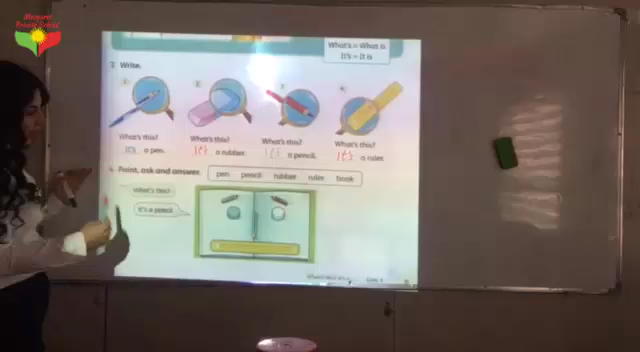 What's = What is
It's = It is
3 Write.
What's this?
What's this?
What's this?
What's this?
It's a pen.
It's a rubber.
It's a pencil.
It's a ruler.
Point, ask and answer.
pen pencil rubber ruler book
What's this?
It's a pencil.